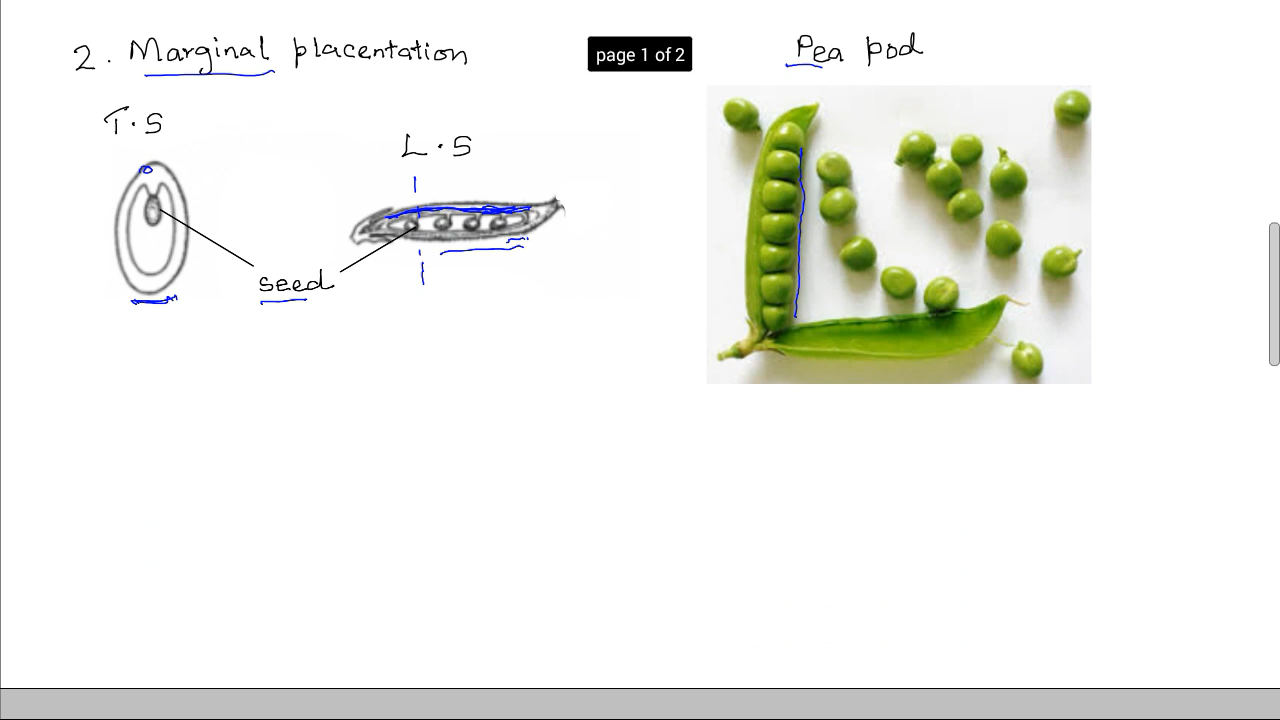 2. Marginal placentation
page 1 of 2
Pea pod
T.S
L.S
seed